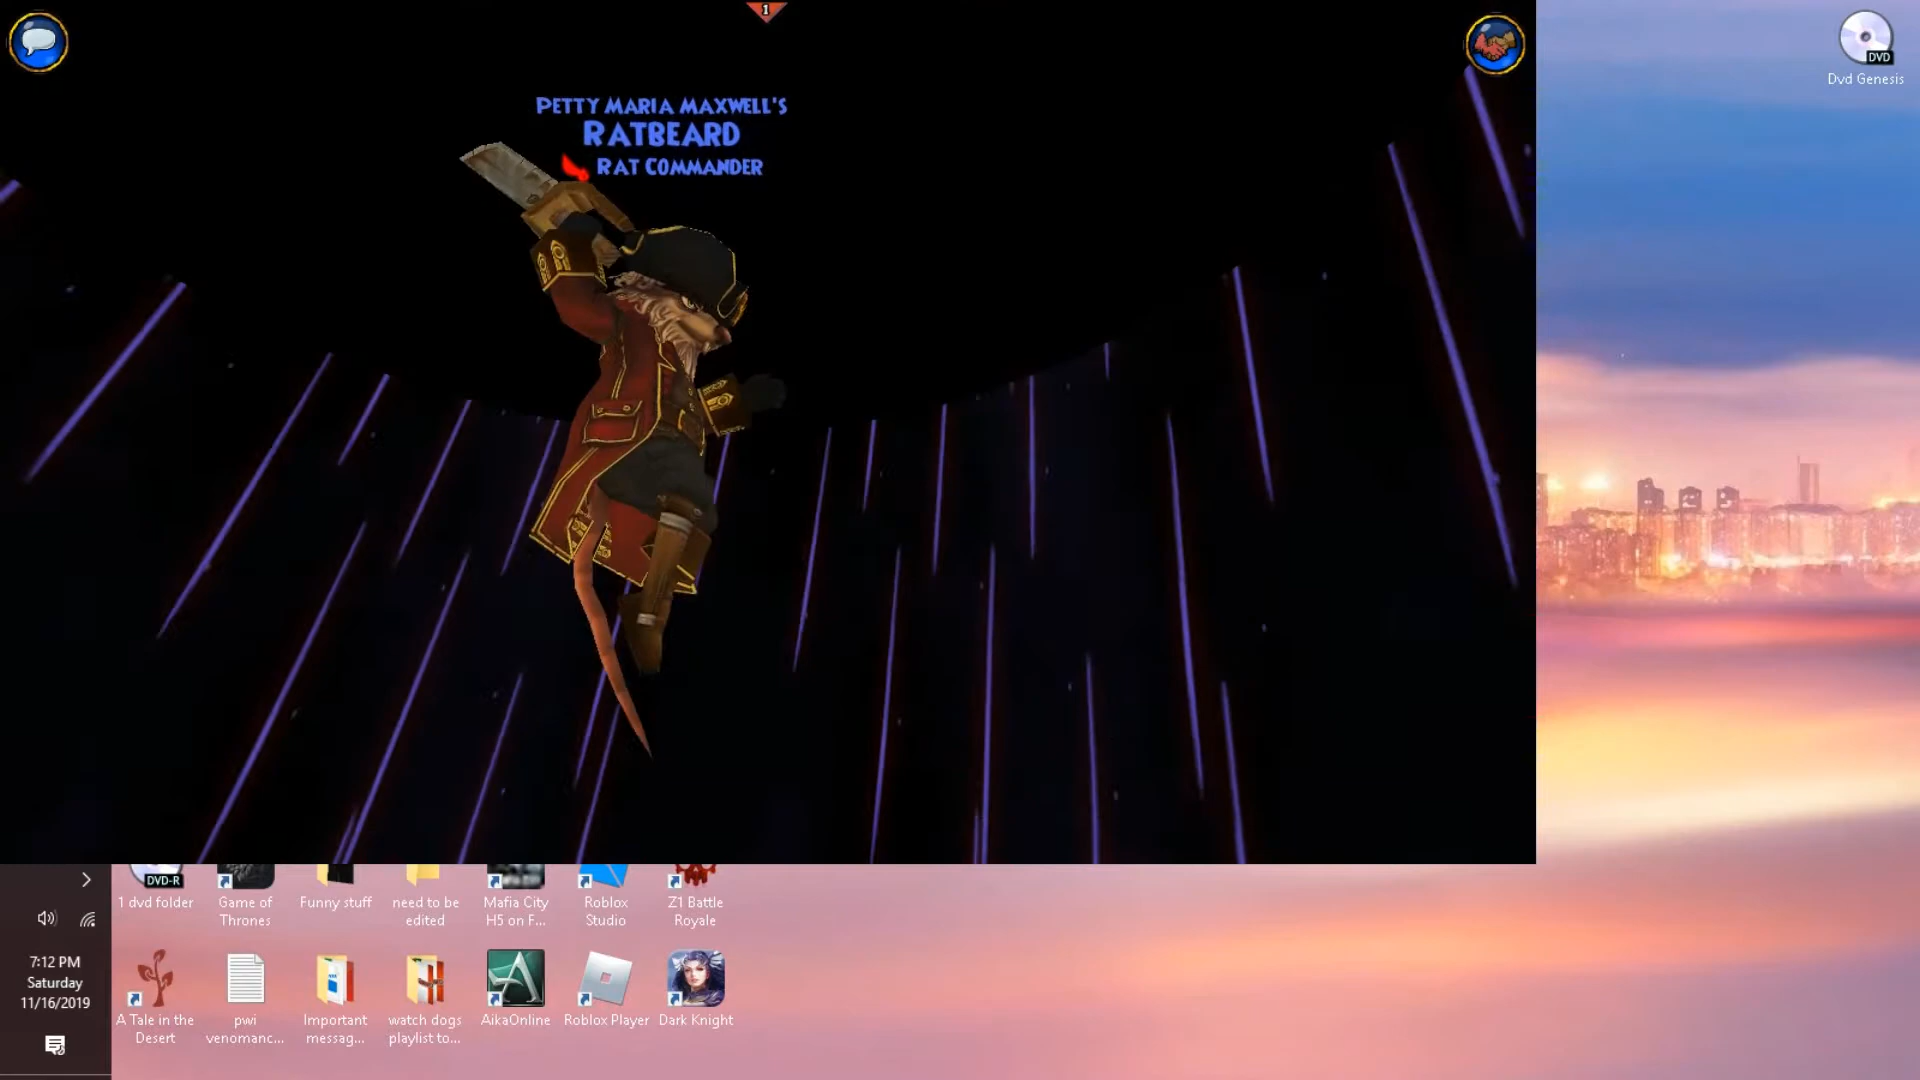 1
PETTY MARIA MAXWELL'S
RATBEARD
RAT COMMANDER
DVD
Dvd Genesis
DVD-R
1 dvd folder
Game of
Thrones
Funny stuff
need to be
edited
Mafia City
H5 on F...
Roblox
Studio
Z1 Battle
Royale
7:12 PM
Saturday
11/16/2019
A Tale in the
Desert
pwi
venomanc...
Important
messag...
watch dogs
playlist to...
AikaOnline
Roblox Player
Dark Knight